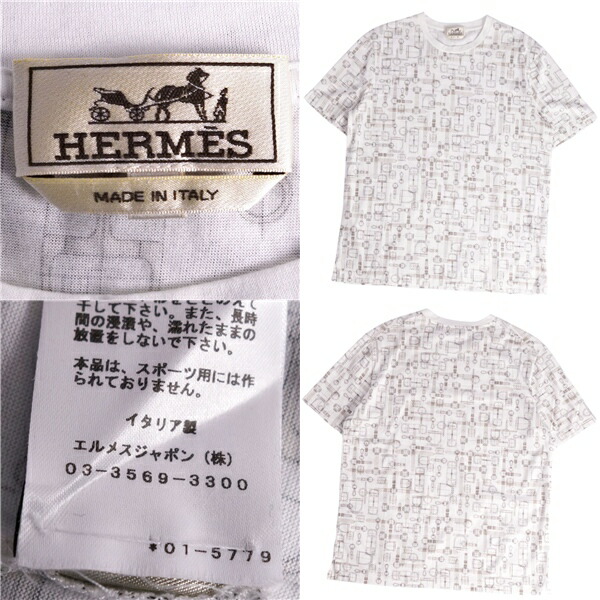 HERMÈS
MADE IN ITALY
干して下さい。また、長時
間の浸漬や、濡れたままの
放置をしないで下さい。
本品は、スポーツ用には作
られておりません。
イタリア製
エルメスジャポン（株）
03-3569-3300
*01-5779